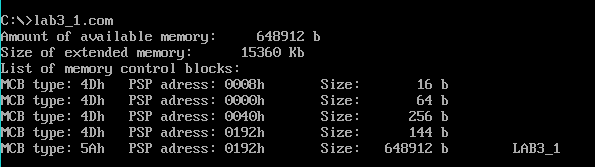 C:\>lab3_1.com
Amount of available memory: 648912 b
Size of extended memory: 15360 Kb
List of memory control blocks:
MCB type: 4Dh PSP adress: 0008h Size: 16 b
MCB type: 4Dh PSP adress: 0000h Size: 64 b
MCB type: 4Dh PSP adress: 0040h Size: 256 b
MCB type: 4Dh PSP adress: 0192h Size: 144 b
MCB type: 5Ah PSP adress: 0192h Size: 648912 b LAB3_1